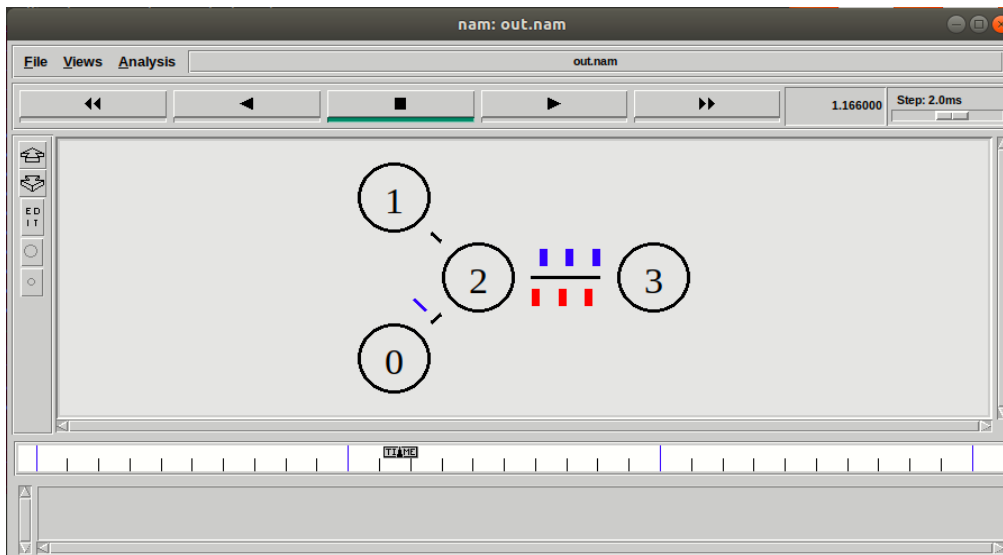 nam: out.nam
File Views Analysis
out.nam
1.166000
Step: 2.0ms
ED
IT
1
2
3
0
TIME